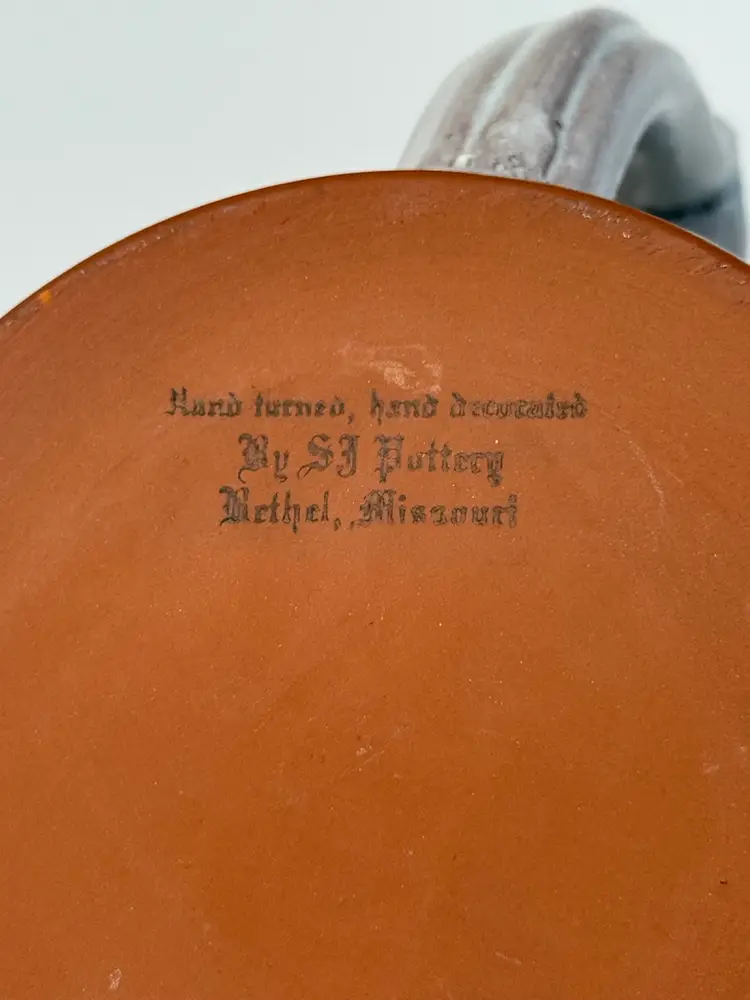 Hand turned, hand decorated
By SJ Pottery
Bethel, Missouri